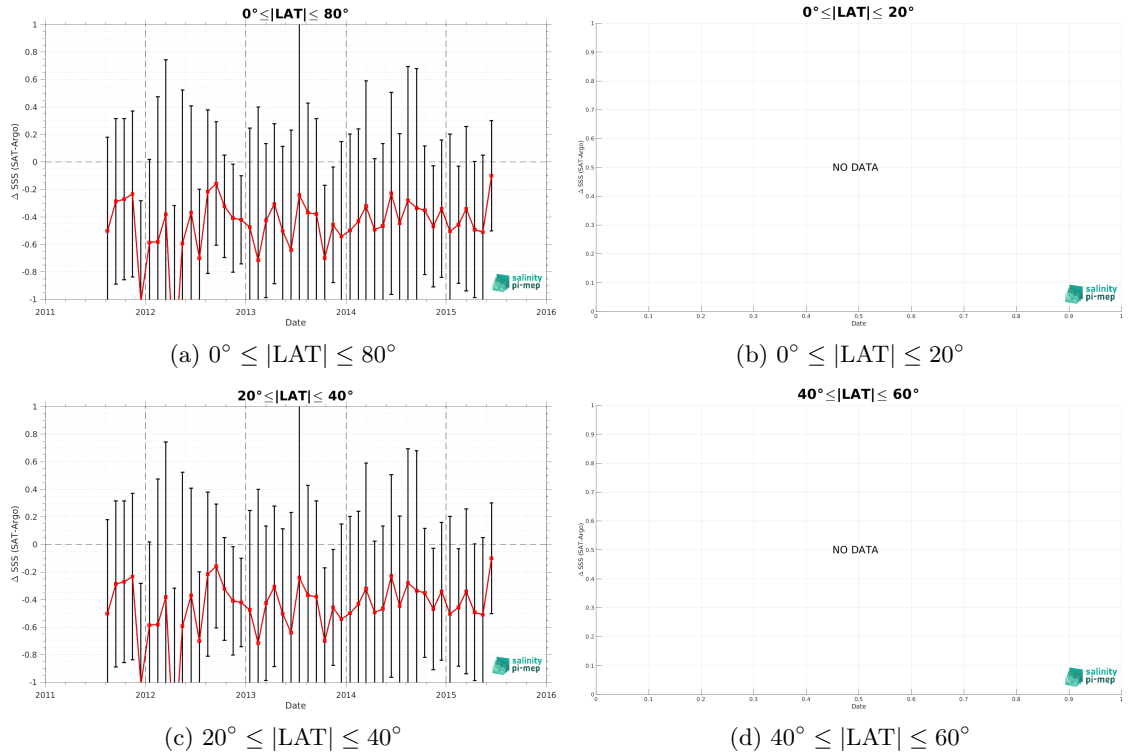 0°≤|LAT|≤ 80°
Δ SSS (SAT-Argo)
1
0.8
0.6
0.4
0.2
0
-0.2
-0.4
-0.6
-0.8
-1
2011 2012 2013 2014 2015 2016
Date
salinity
pi-mep
(a) 0° ≤ |LAT| ≤ 80°
0°≤|LAT|≤ 20°
Δ SSS (SAT-Argo)
1
0.9
0.8
0.7
0.6
0.5
0.4
0.3
0.2
0.1
0
NO DATA
0 0.1 0.2 0.3 0.4 0.5 0.6 0.7 0.8 0.9 1
Date
salinity
pi-mep
(b) 0° ≤ |LAT| ≤ 20°
20°≤|LAT|≤ 40°
Δ SSS (SAT-Argo)
1
0.8
0.6
0.4
0.2
0
-0.2
-0.4
-0.6
-0.8
-1
2011 2012 2013 2014 2015 2016
Date
salinity
pi-mep
(c) 20° ≤ |LAT| ≤ 40°
40°≤|LAT|≤ 60°
Δ SSS (SAT-Argo)
1
0.9
0.8
0.7
0.6
0.5
0.4
0.3
0.2
0.1
0
NO DATA
0 0.1 0.2 0.3 0.4 0.5 0.6 0.7 0.8 0.9 1
Date
salinity
pi-mep
(d) 40° ≤ |LAT| ≤ 60°